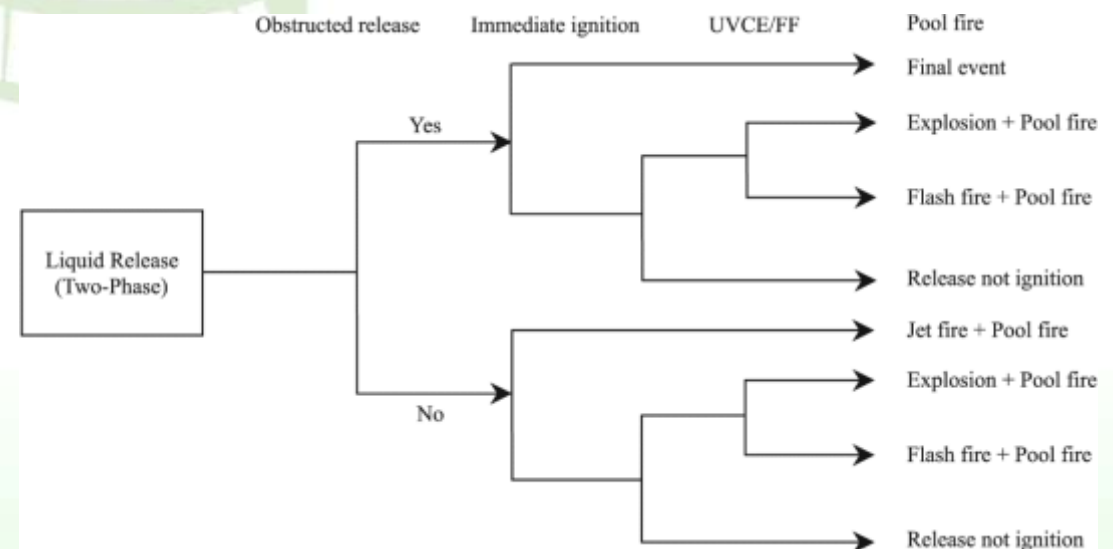 Obstructed release Immediate ignition UVCE/FF Pool fire
Final event
Yes
Explosion + Pool fire
Flash fire + Pool fire
Liquid Release
(Two-Phase)
Release not ignition
Jet fire + Pool fire
No
Explosion + Pool fire
Flash fire + Pool fire
Release not ignition